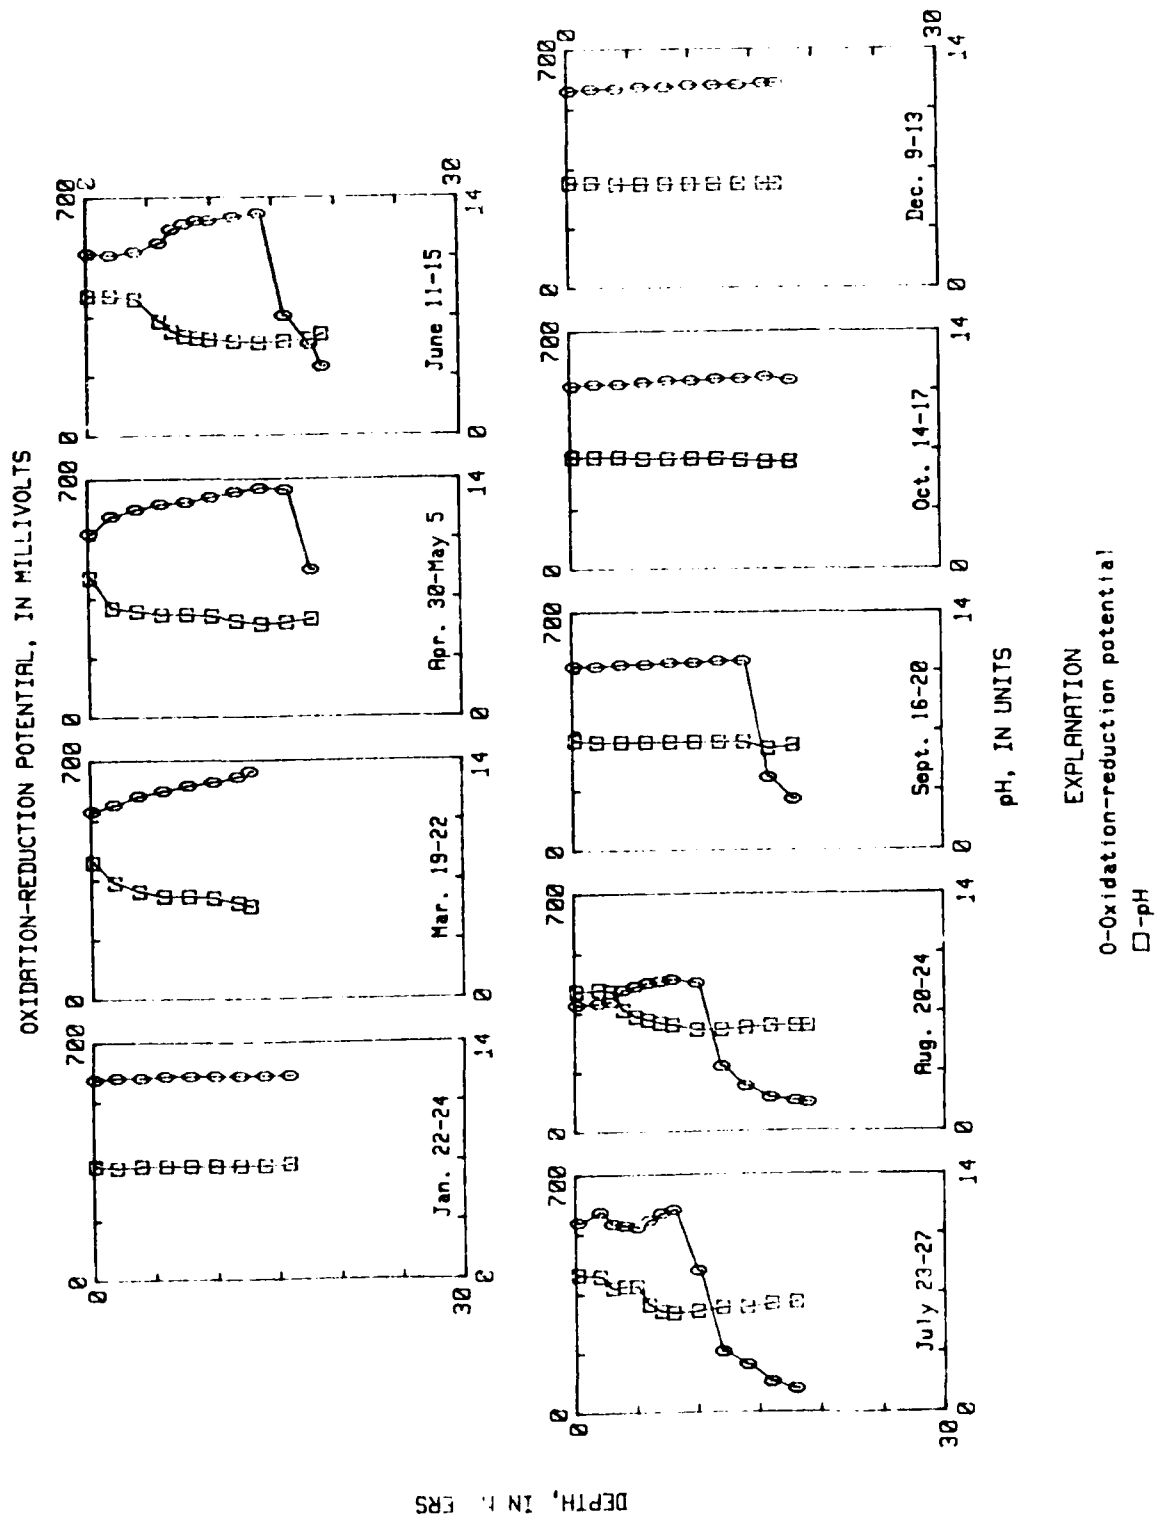 OXIDATION-REDUCTION POTENTIAL, IN MILLIVOLTS
0 700 0 700 0 700 0 700
0
30
Jan. 22-24
Mar. 19-22
Apr. 30-May 5
June 11-15
30
0 14 0 14 0 14 0 14
DEPTH, IN
0 700 0 700 0 700 0 700 0 700
0 0
30
July 23-27
Aug. 20-24
Sept. 16-20
Oct. 14-17
Dec. 9-13
30
0 14 0 14 0 14 0 14 0 14
pH, IN UNITS
EXPLANATION
O-Oxidation-reduction potential
□-pH